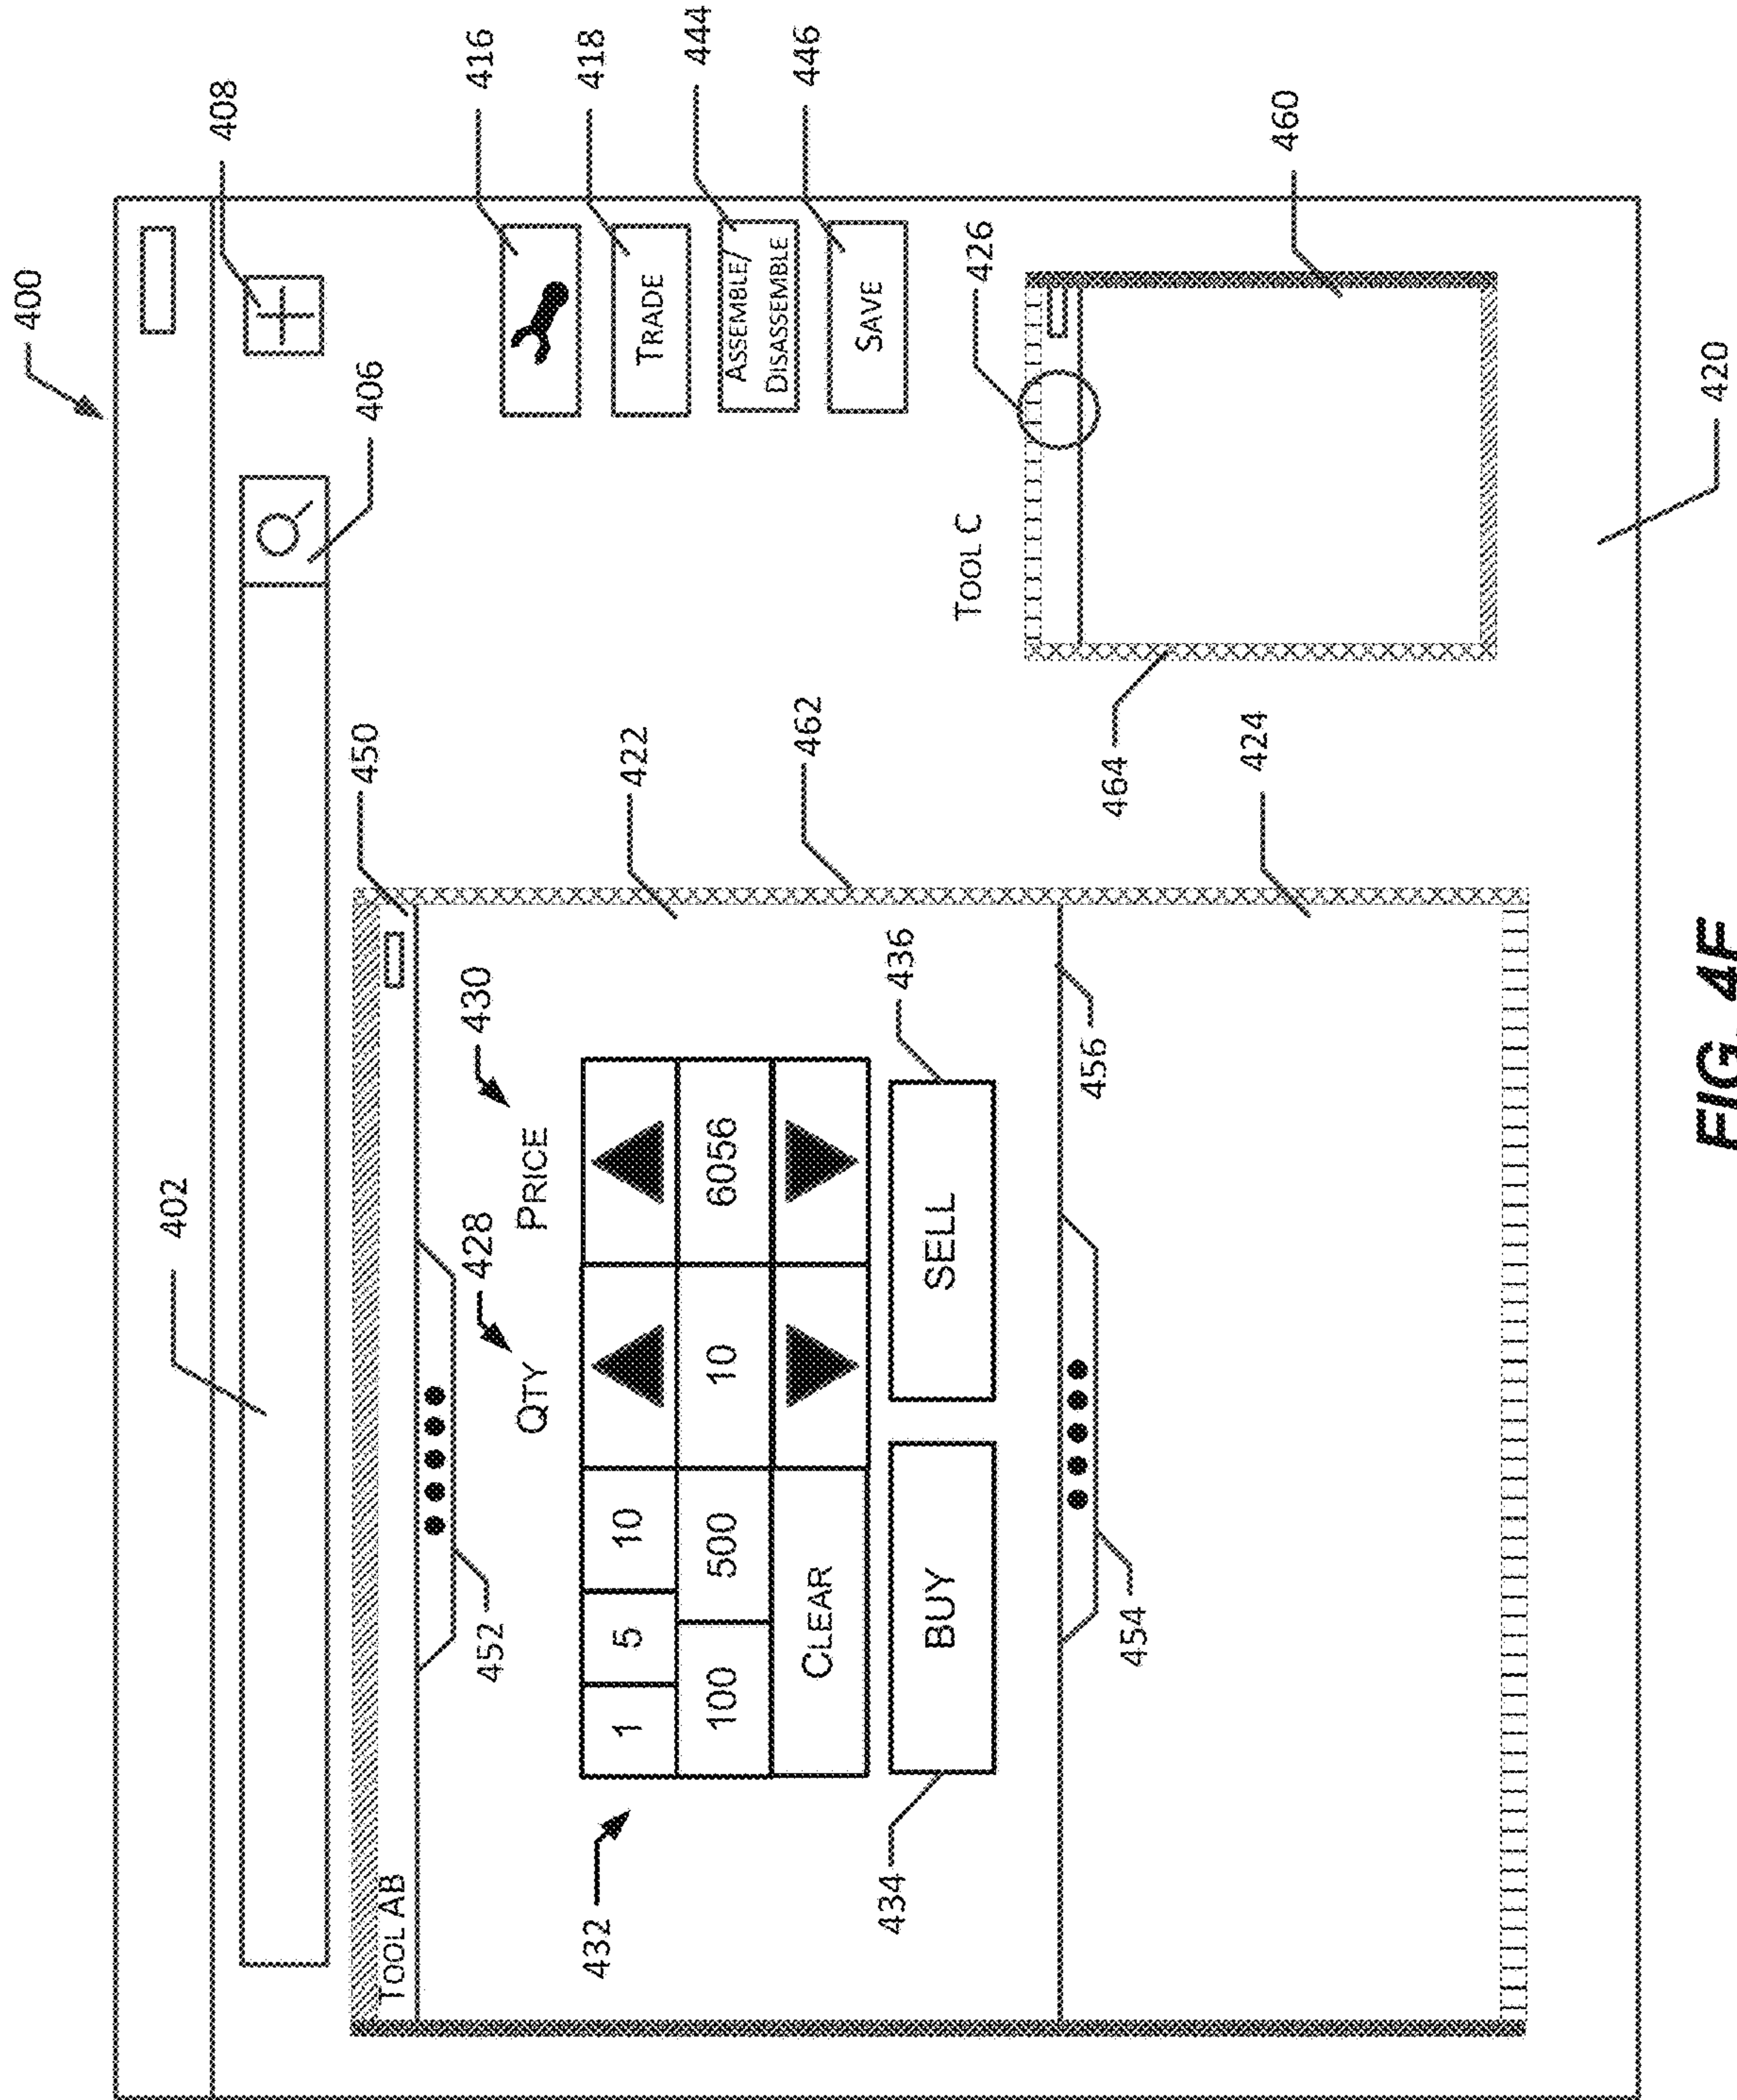 400
402
408
406
450
TOOL AB
416
428 430
452
QTY PRICE
418
432
1 5 10
422
TRADE
444
100 500 10 6056
ASSEMBLE/
DISASSEMBLE
446
462
CLEAR
SAVE
434
436
BUY SELL
TOOL C
426
456
464
454
424
460
420
FIG. 4F